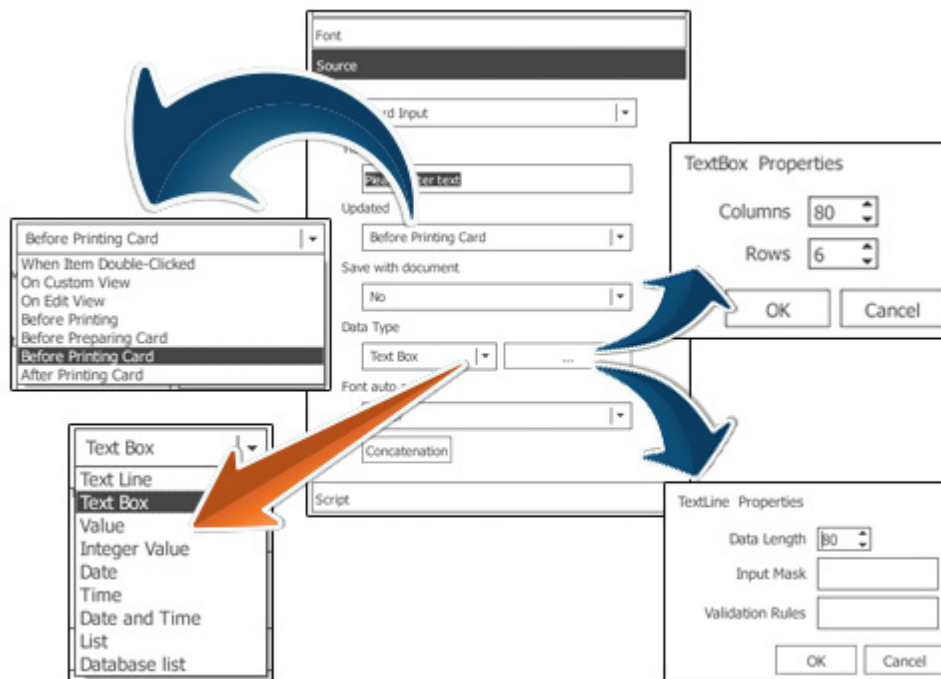 Font
Source
Input
ter text
Updated
Before Printing Card
Save with document
No
Data Type
Text Box
...
Font auto
Concatenation
Script
Before Printing Card
When Item Double-Clicked
On Custom View
On Edit View
Before Printing
Before Preparing Card
Before Printing Card
After Printing Card
Text Box
Text Line
Text Box
Value
Integer Value
Date
Time
Date and Time
List
Database list
TextBox Properties
Columns 80
Rows 6
OK Cancel
TextLine Properties
Data Length 80
Input Mask
Validation Rules
OK Cancel